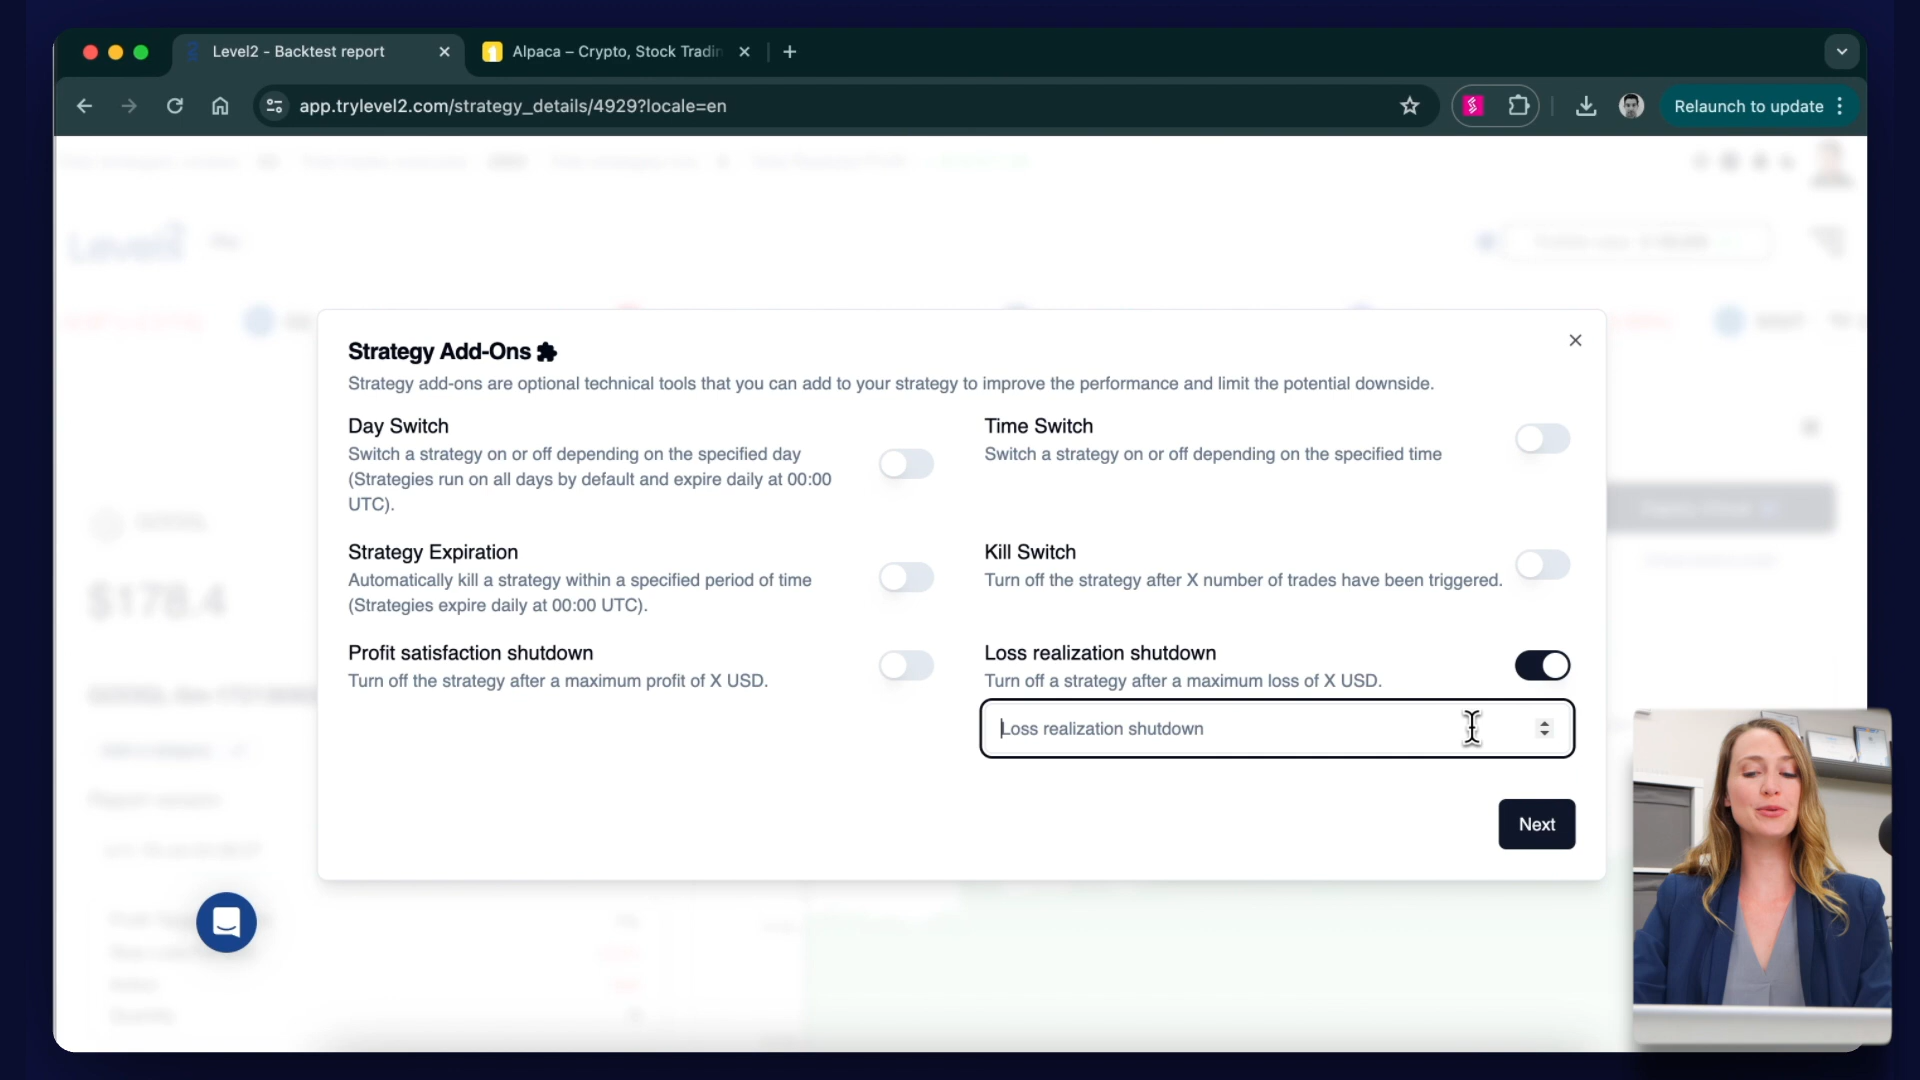 Level2 - Backtest report
Alpaca – Crypto, Stock Tradin
app.trylevel2.com/strategy_details/4929?locale=en
Relaunch to update
Level2
Strategy Add-Ons
Strategy add-ons are optional technical tools that you can add to your strategy to improve the performance and limit the potential downside.
Day Switch
Switch a strategy on or off depending on the specified day
(Strategies run on all days by default and expire daily at 00:00
UTC).
Time Switch
Switch a strategy on or off depending on the specified time
Strategy Expiration
Automatically kill a strategy within a specified period of time
(Strategies expire daily at 00:00 UTC).
Kill Switch
Turn off the strategy after X number of trades have been triggered.
Profit satisfaction shutdown
Turn off the strategy after a maximum profit of X USD.
Loss realization shutdown
Turn off a strategy after a maximum loss of X USD.
Loss realization shutdown
Next
$178.4